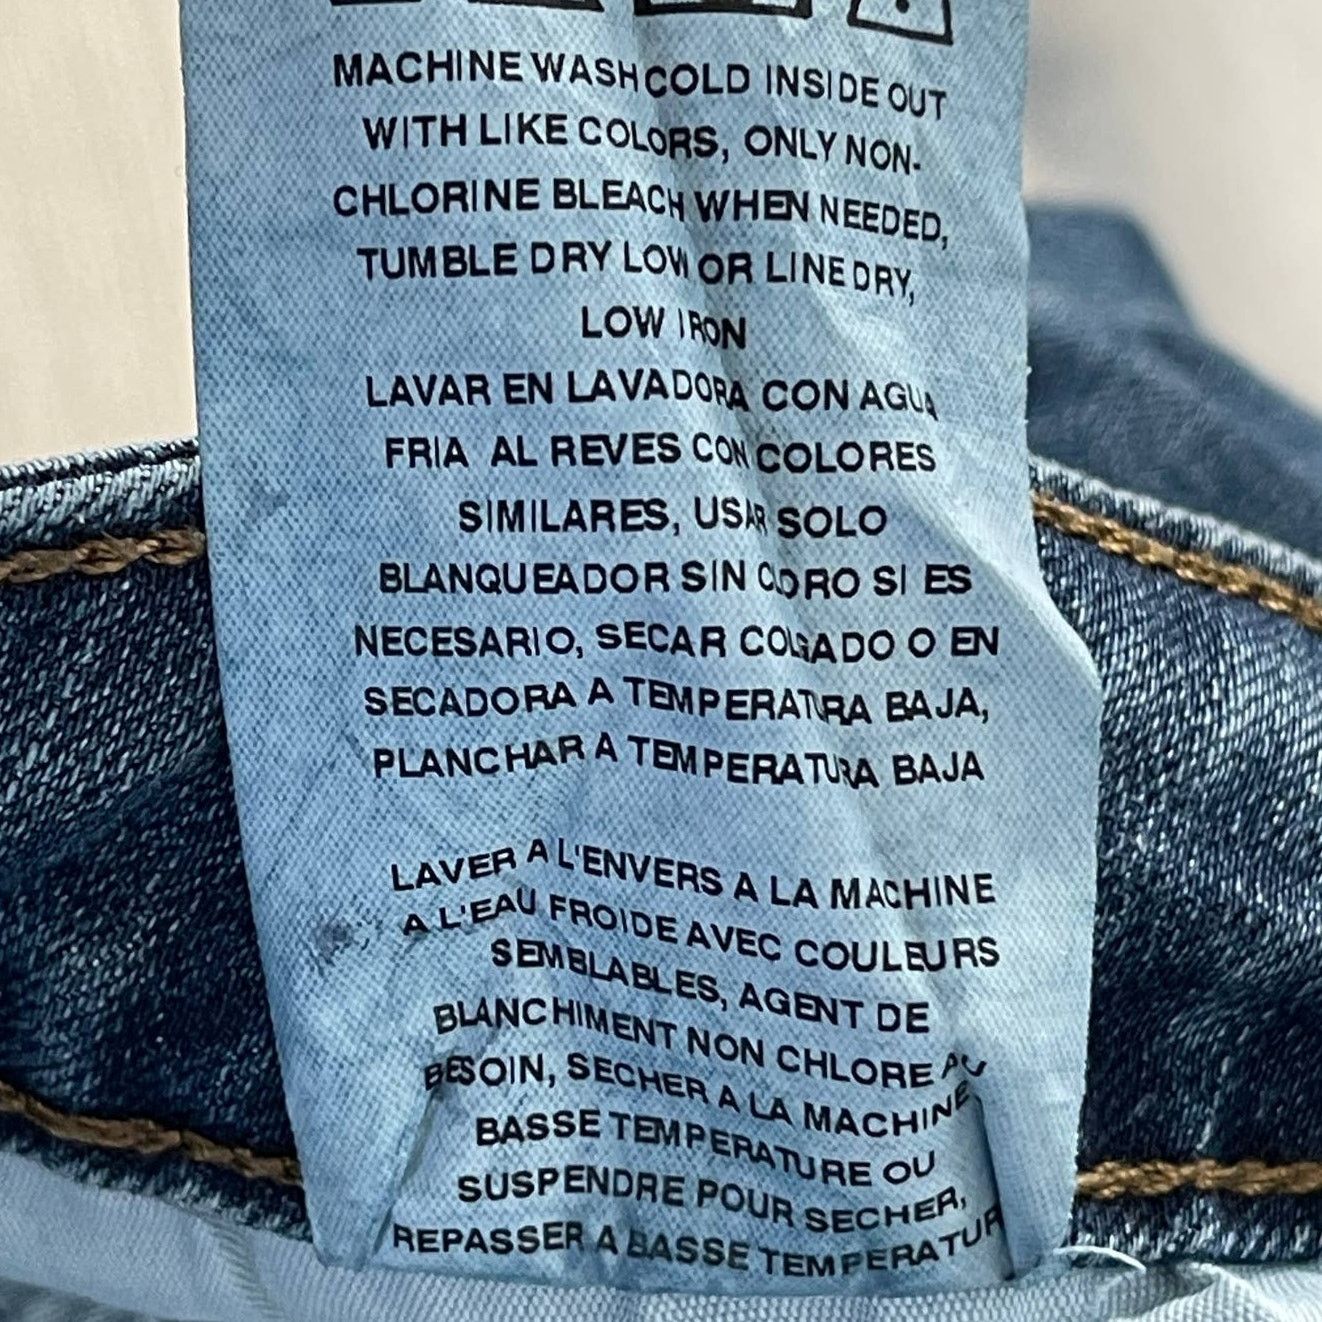 MACHINE WASH COLD INSIDE OUT
WITH LIKE COLORS, ONLY NON-
CHLORINE BLEACH WHEN NEEDED,
TUMBLE DRY LOW OR LINE DRY,
LOW IRON
LAVAR EN LAVADORA CON AGUA
FRIA AL REVES CON COLORES
SIMILARES, USAR SOLO
BLANQUEADOR SIN CLORO SI ES
NECESARIO, SECAR COLGADO O EN
SECADORA A TEMPERATURA BAJA,
PLANCHAR A TEMPERATURA BAJA
LAVER A L'ENVERS A LA MACHINE
A L'EAU FROIDE AVEC COULEURS
SEMBLABLES, AGENT DE
BLANCHIMENT NON CHLORE AU
BESOIN, SECHER A LA MACHINE
BASSE TEMPERATURE OU
SUSPENDRE POUR SECHER,
REPASSER A BASSE TEMPERATUR